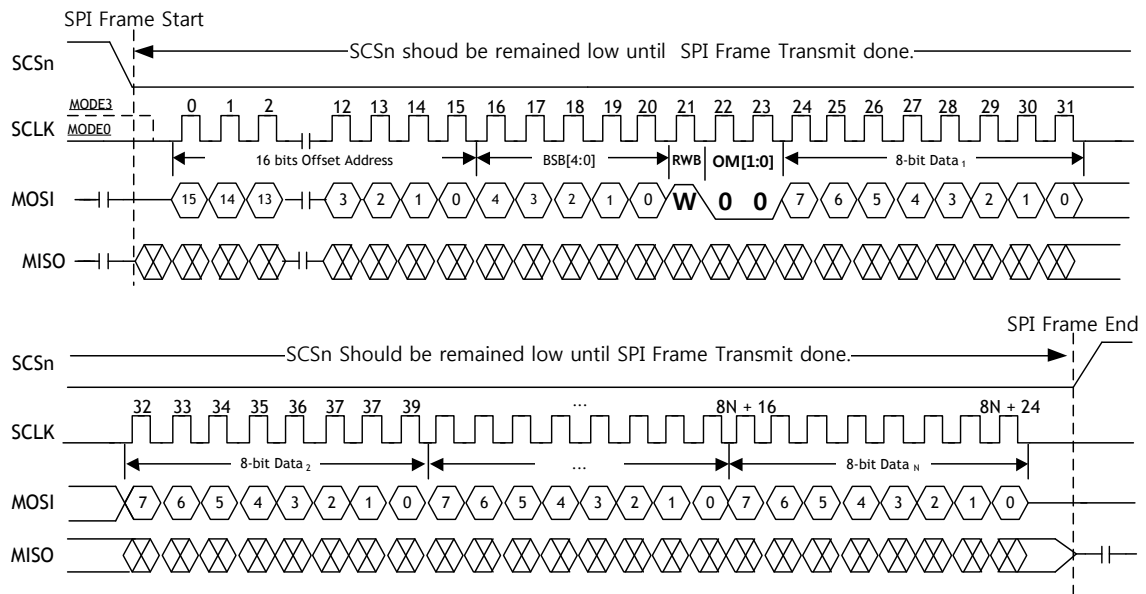 SPI Frame Start
SCSn
SCSn shoud be remained low until SPI Frame Transmit done.
MODE3
0 1 2 12 13 14 15 16 17 18 19 20 21 22 23 24 25 26 27 28 29 30 31
SCLK
MODE0
16 bits Offset Address BSB[4:0] RWB OM[1:0] 8-bit Data 1
MOSI 15 14 13 3 2 1 0 4 3 2 1 0 W 0 0 7 6 5 4 3 2 1 0
MISO
SPI Frame End
SCSn
SCSn Should be remained low until SPI Frame Transmit done.
32 33 34 35 36 37 37 39 ... 8N + 16 8N + 24
SCLK
8-bit Data 2 ... 8-bit Data N
MOSI 7 6 5 4 3 2 1 0 7 6 5 4 3 2 1 0 7 6 5 4 3 2 1 0
MISO